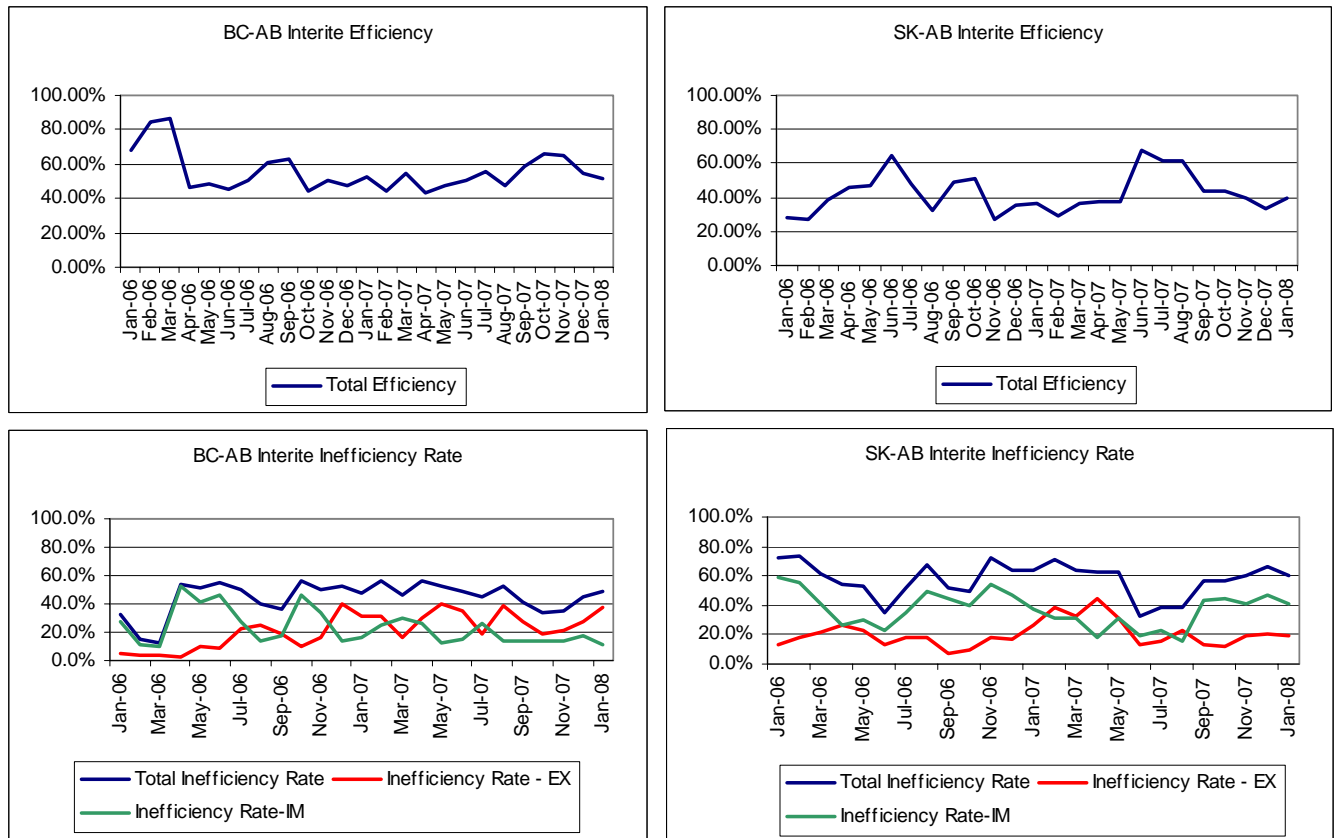 BC-AB Interite Efficiency
100.00%
80.00%
60.00%
40.00%
20.00%
0.00%
Jan-06
Feb-06
Mar-06
Apr-06
May-06
Jun-06
Jul-06
Aug-06
Sep-06
Oct-06
Nov-06
Dec-06
Jan-07
Feb-07
Mar-07
Apr-07
May-07
Jun-07
Jul-07
Aug-07
Sep-07
Oct-07
Nov-07
Dec-07
Jan-08
Total Efficiency
SK-AB Interite Efficiency
100.00%
80.00%
60.00%
40.00%
20.00%
0.00%
Jan-06
Feb-06
Mar-06
Apr-06
May-06
Jun-06
Jul-06
Aug-06
Sep-06
Oct-06
Nov-06
Dec-06
Jan-07
Feb-07
Mar-07
Apr-07
May-07
Jun-07
Jul-07
Aug-07
Sep-07
Oct-07
Nov-07
Dec-07
Jan-08
Total Efficiency
BC-AB Interite Inefficiency Rate
100.0%
80.0%
60.0%
40.0%
20.0%
0.0%
Jan-06
Mar-06
May-06
Jul-06
Sep-06
Nov-06
Jan-07
Mar-07
May-07
Jul-07
Sep-07
Nov-07
Jan-08
Total Inefficiency Rate
Inefficiency Rate - EX
Inefficiency Rate-IM
SK-AB Interite Inefficiency Rate
100.0%
80.0%
60.0%
40.0%
20.0%
0.0%
Jan-06
Mar-06
May-06
Jul-06
Sep-06
Nov-06
Jan-07
Mar-07
May-07
Jul-07
Sep-07
Nov-07
Jan-08
Total Inefficiency Rate
Inefficiency Rate - EX
Inefficiency Rate-IM